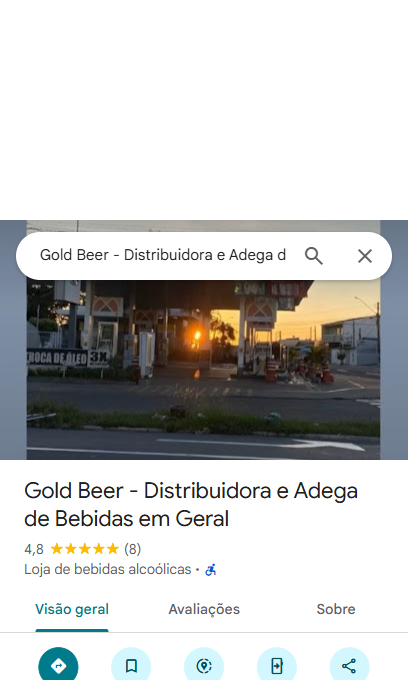 Gold Beer - Distribuidora e Adega d
TROCA DE ÓLEO 3X
Gold Beer - Distribuidora e Adega
de Bebidas em Geral
4,8 (8)
Loja de bebidas alcoólicas
Visão geral Avaliações Sobre